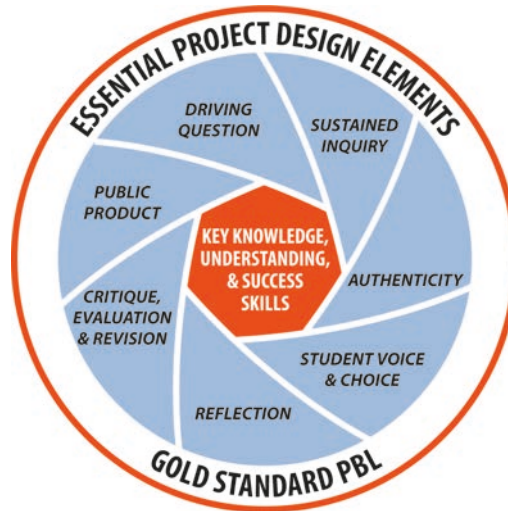 ESSENTIAL PROJECT DESIGN ELEMENTS
DRIVING
QUESTION
SUSTAINED
INQUIRY
AUTHENTICITY
STUDENT VOICE
& CHOICE
REFLECTION
CRITIQUE,
EVALUATION
& REVISION
PUBLIC
PRODUCT
KEY KNOWLEDGE,
UNDERSTANDING,
& SUCCESS
SKILLS
GOLD STANDARD PBL